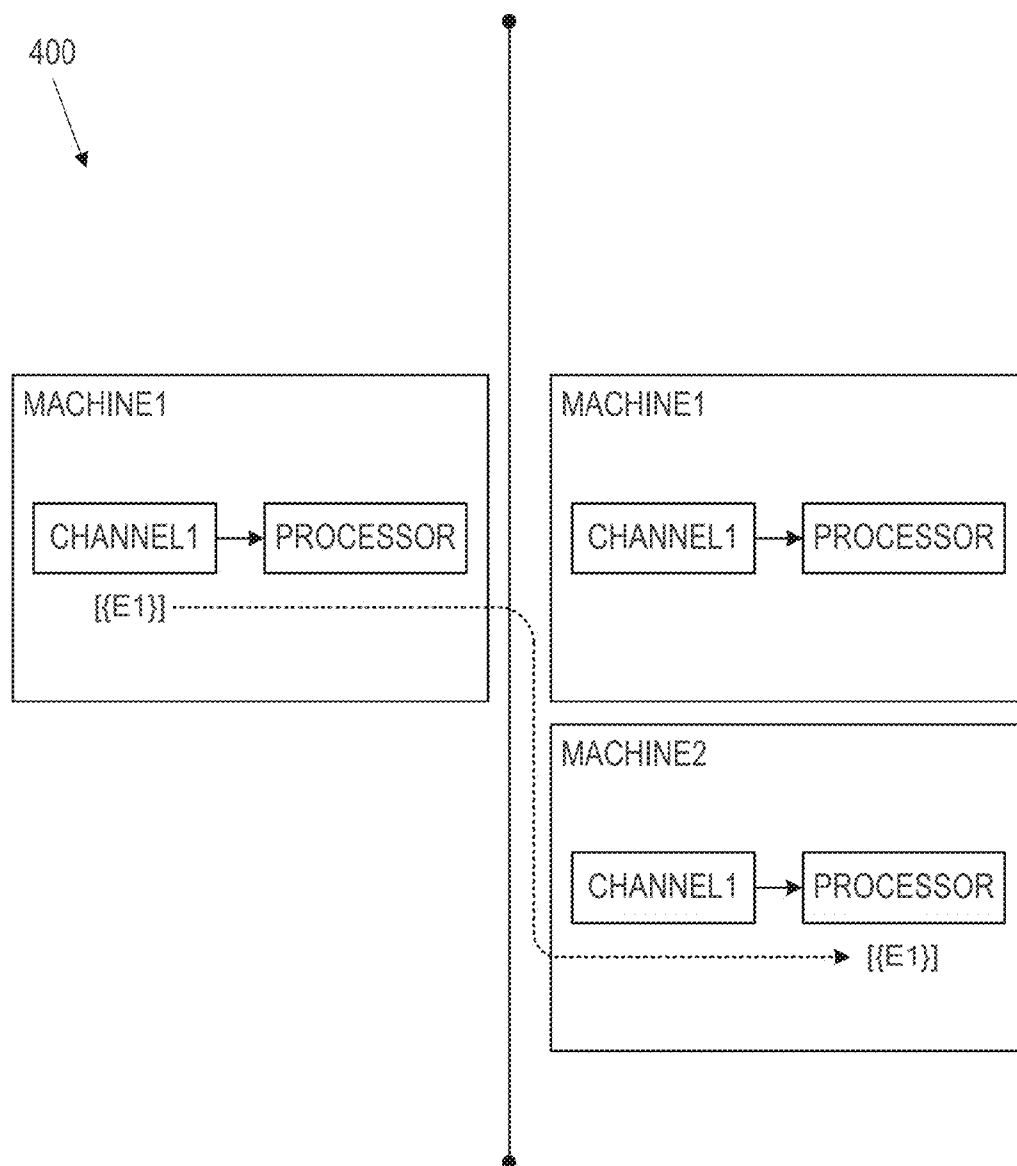 400
MACHINE1
CHANNEL1
PROCESSOR
[{E1}]
MACHINE1
CHANNEL1
PROCESSOR
MACHINE2
CHANNEL1
PROCESSOR
[{E1}]